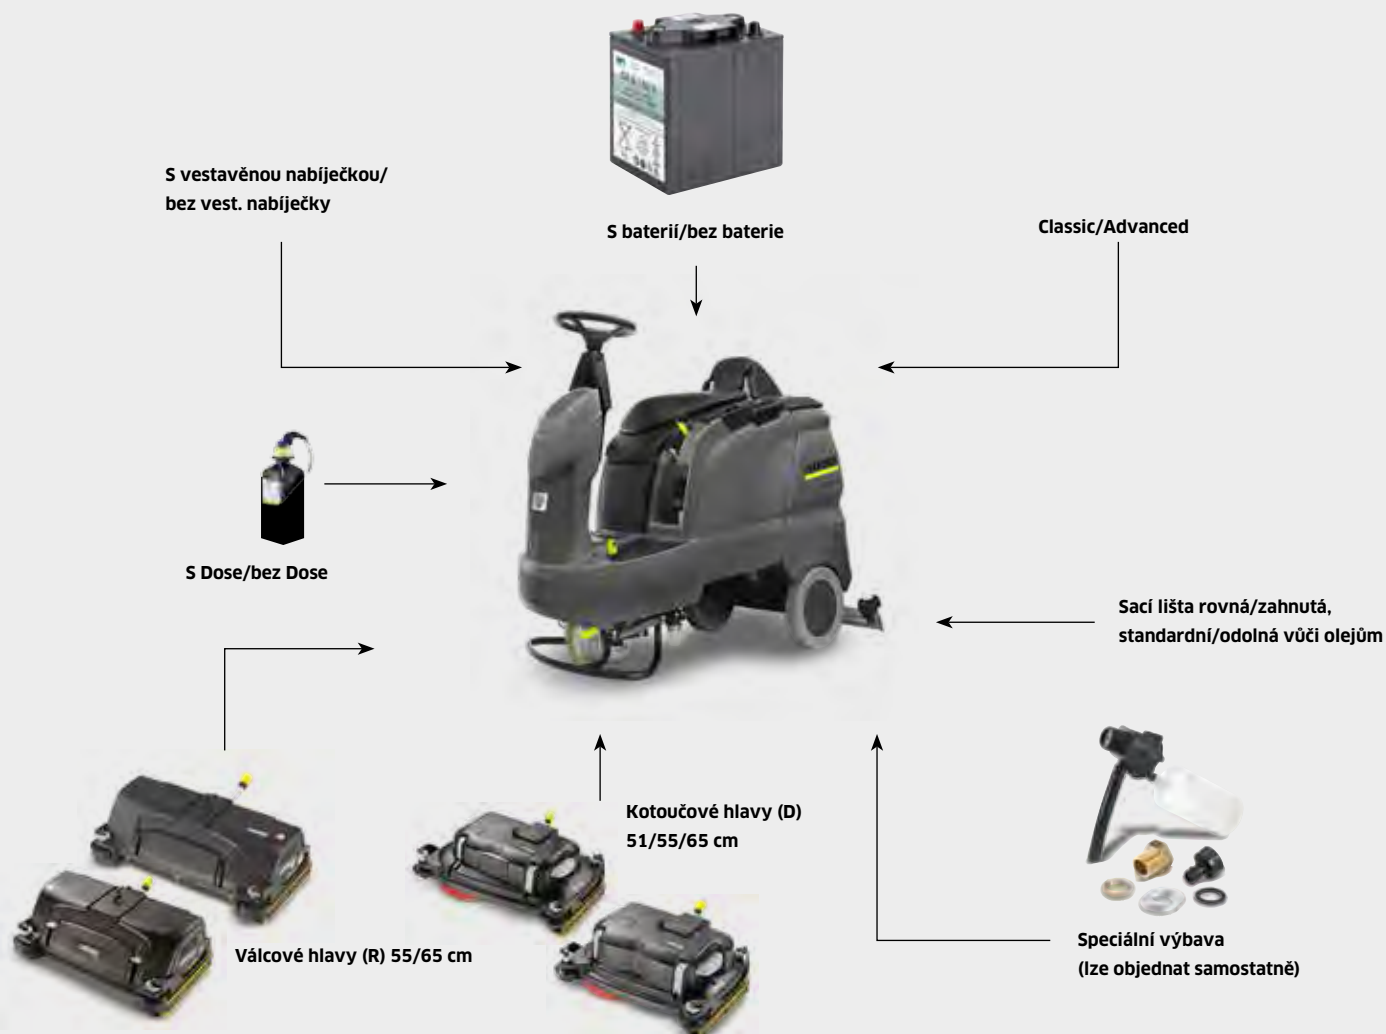 S vestavěnou nabíječkou/
bez vest. nabíječky
S baterií/bez baterie
Classic/Advanced
S Dose/bez Dose
Sací lišta rovná/zahnutá,
standardní/odolná vůči olejům
Kotoučové hlavy (D)
51/55/65 cm
Válcové hlavy (R) 55/65 cm
Speciální výbava
(lze objednat samostatně)